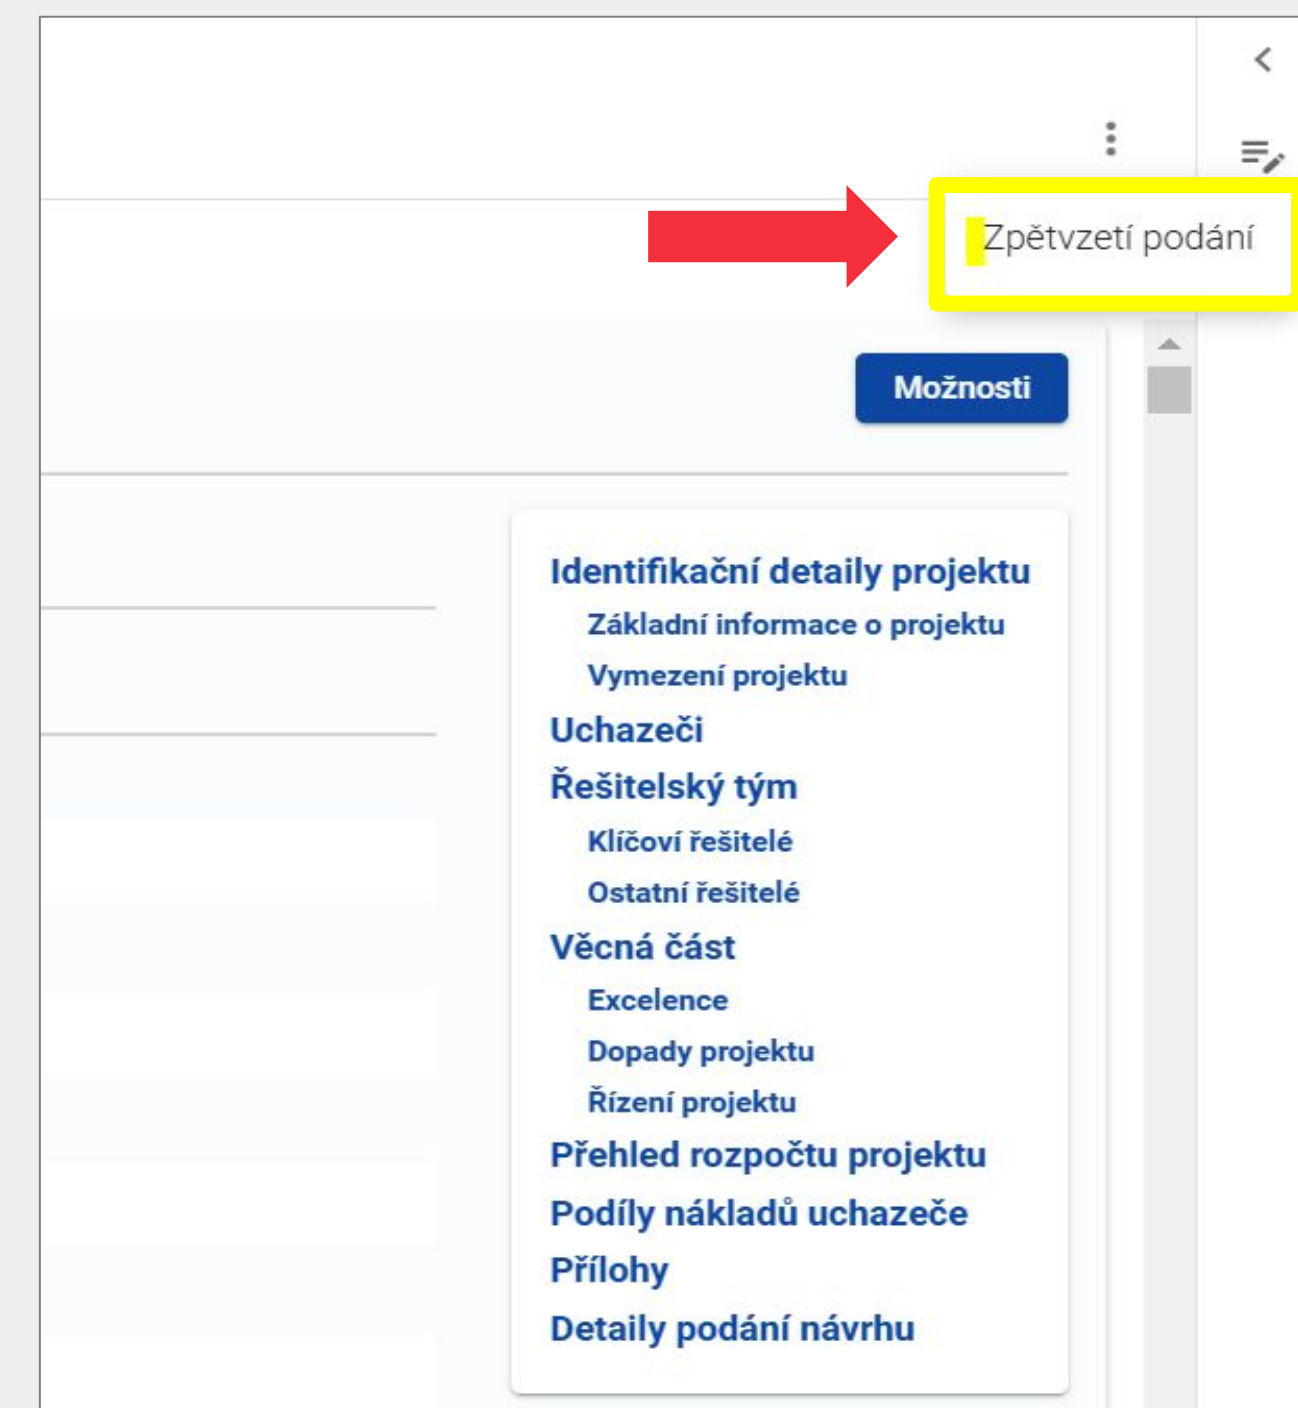 Zpětvzetí podání
Možnosti
Identifikační detaily projektu
Základní informace o projektu
Vymezení projektu
Uchazeči
Řešitelský tým
Klíčoví řešitelé
Ostatní řešitelé
Věcná část
Excelence
Dopady projektu
Řízení projektu
Přehled rozpočtu projektu
Podíly nákladů uchazeče
Přílohy
Detaily podání návrhu